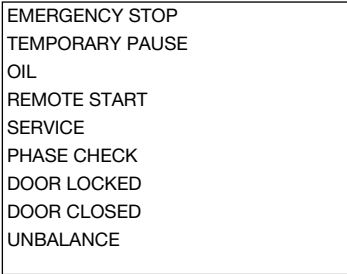 EMERGENCY STOP
TEMPORARY PAUSE
OIL
REMOTE START
SERVICE
PHASE CHECK
DOOR LOCKED
DOOR CLOSED
UNBALANCE